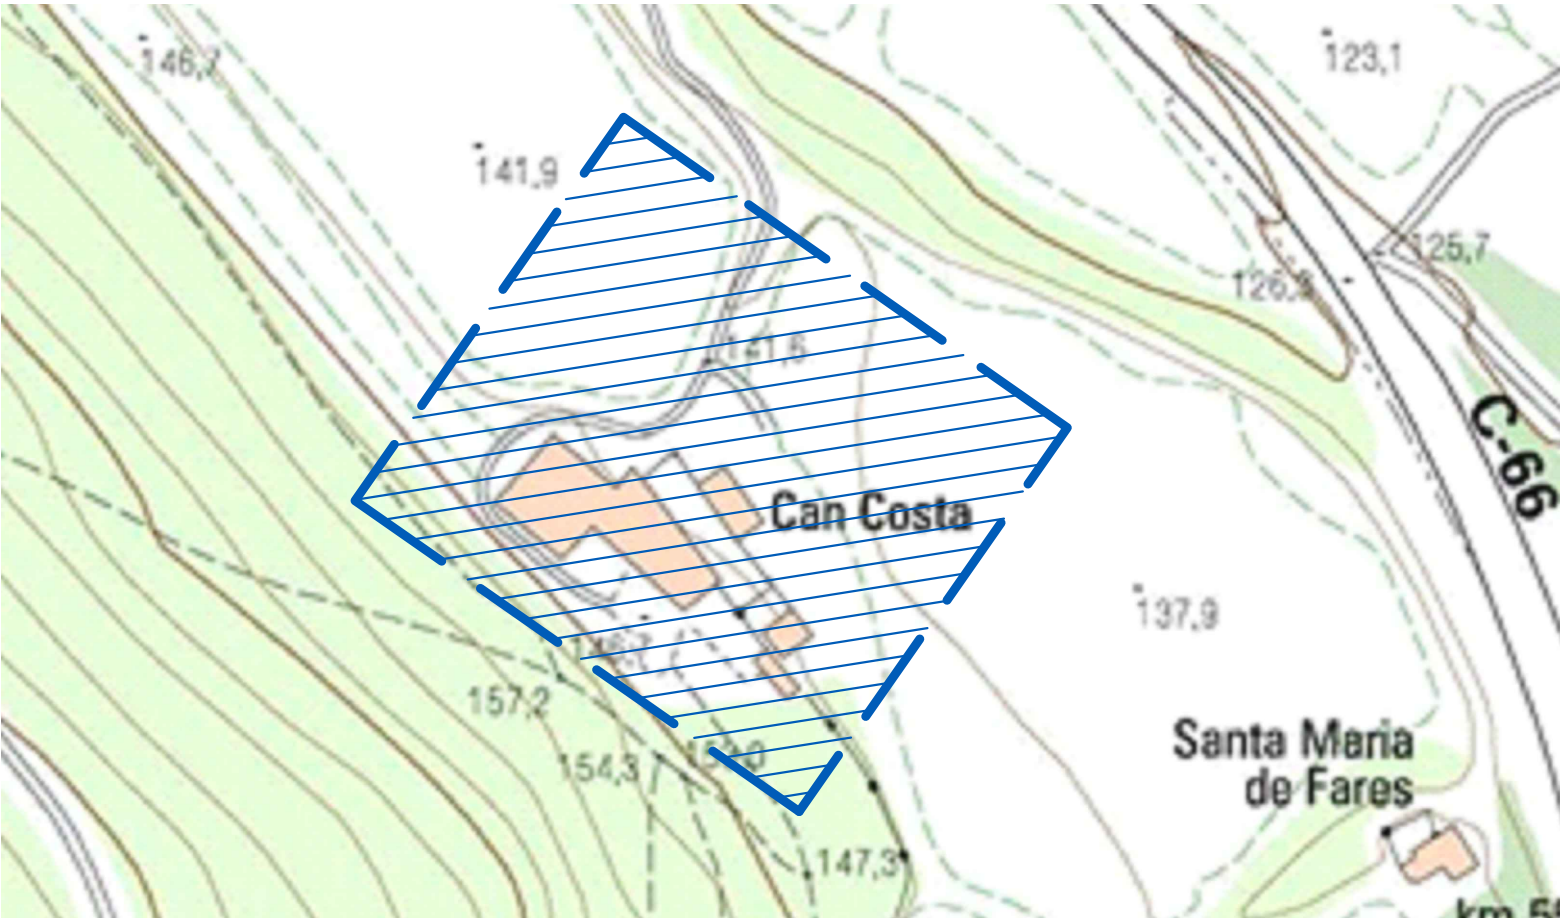 146,7
123,1
141,9
125,7
126,3
141,6
C-66
Can Costa
137,9
157,2
Santa Maria
de Fares
154,3
147,3
km